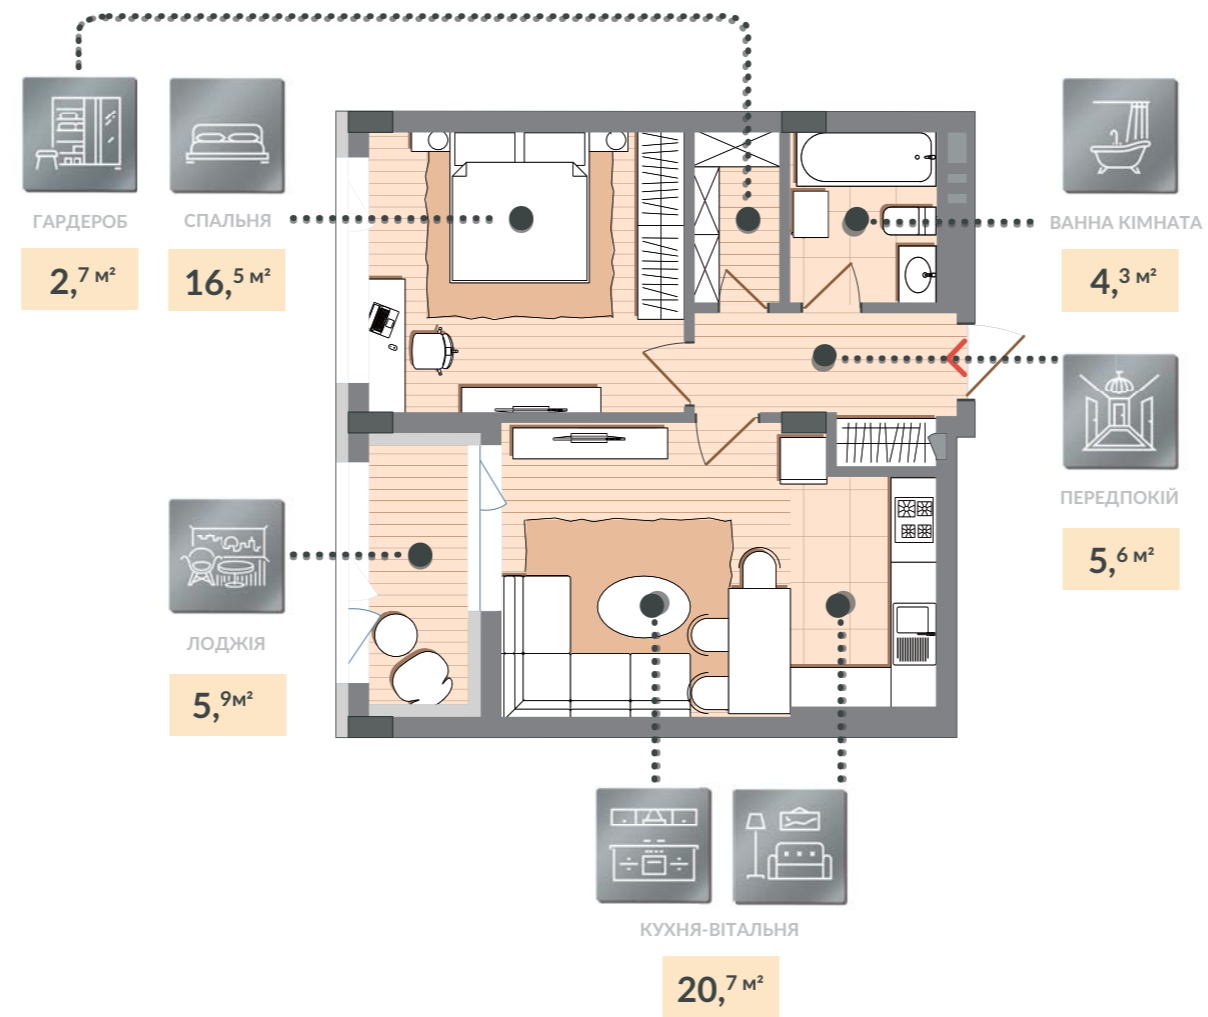 ГАРДЕРОБ
2,7 м²
СПАЛЬНЯ
16,5 м²
ВАННА КІМНАТА
4,3 м²
ПЕРЕДПОКІЙ
5,6 м²
ЛОДЖІЯ
5,9м²
КУХНЯ-ВІТАЛЬНЯ
20,7 м²